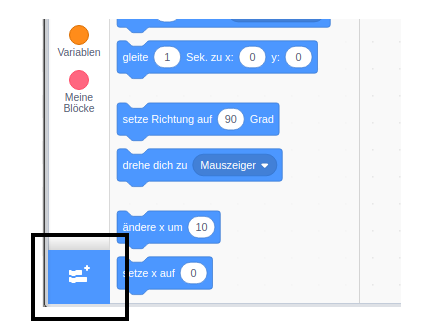 Variablen
Meine
Blöcke
gleite 1 Sek. zu x: 0 y: 0
setze Richtung auf 90 Grad
drehe dich zu Mauszeiger
ändere x um 10
setze x auf 0